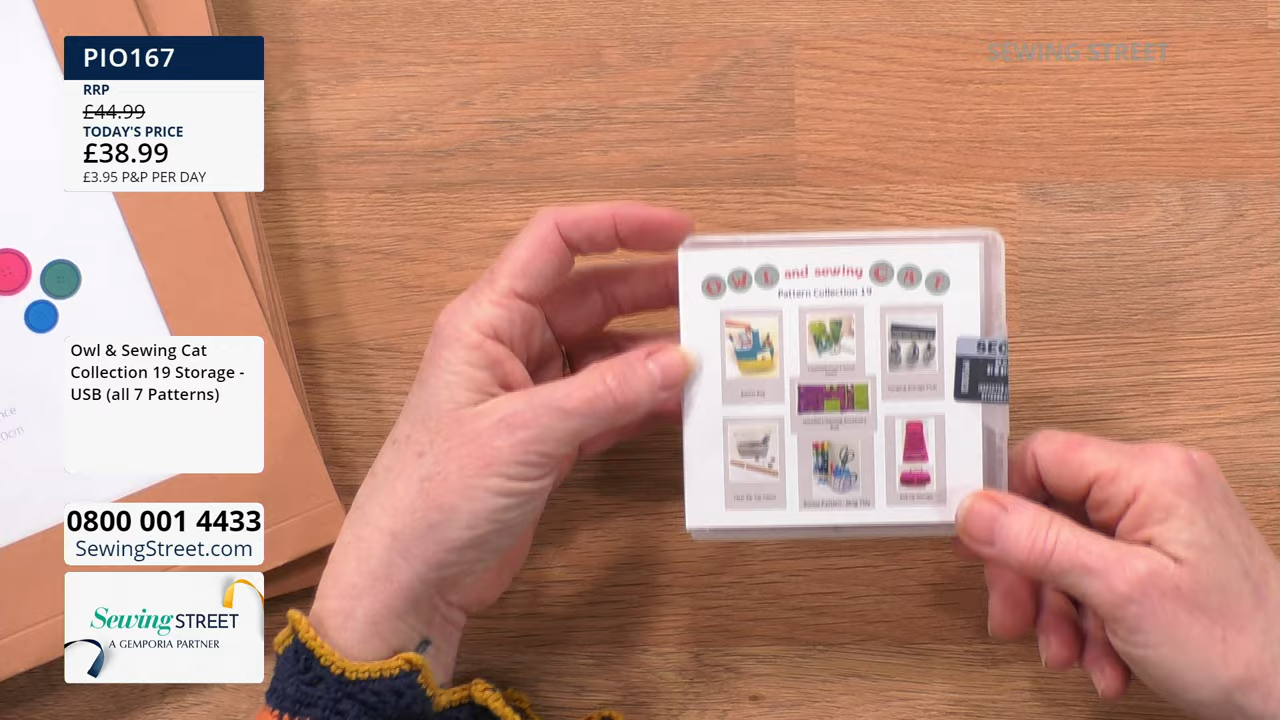 PIO167
RRP
£44.99
TODAY'S PRICE
£38.99
£3.95 P&P PER DAY
SEWING STREET
OWL and sewing CAT
Pattern Collection 19
Owl & Sewing Cat
Collection 19 Storage -
USB (all 7 Patterns)
0800 001 4433
SewingStreet.com
Sewing STREET
A GEMPORIA PARTNER